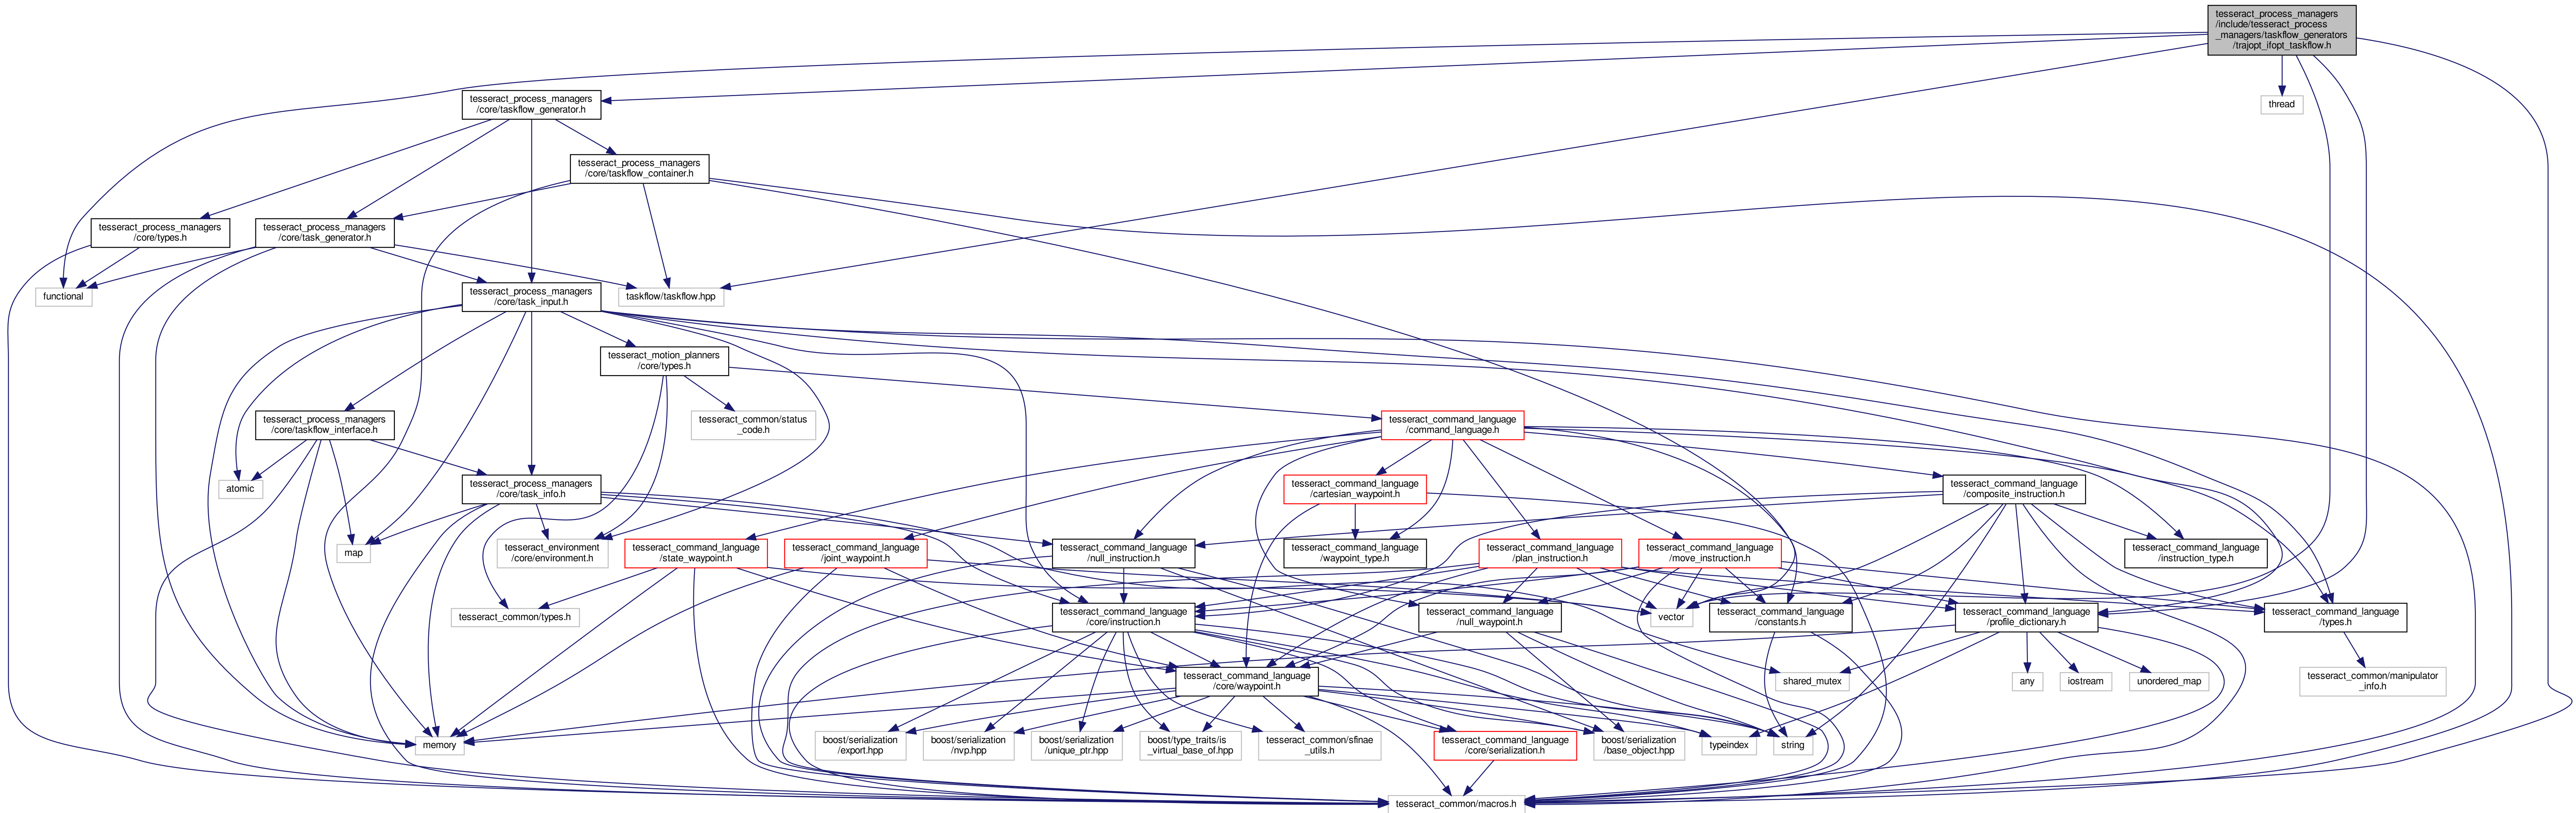 tesseract_process_managers
/include/tesseract_process
_managers/taskflow_generators
/trajopt_ifopt_taskflow.h
tesseract_process_managers
/core/taskflow_generator.h
thread
tesseract_process_managers
/core/taskflow_container.h
tesseract_process_managers
/core/types.h
tesseract_process_managers
/core/task_generator.h
functional
tesseract_process_managers
/core/task_input.h
taskflow/taskflow.hpp
tesseract_motion_planners
/core/types.h
tesseract_process_managers
/core/taskflow_interface.h
tesseract_common/status
_code.h
tesseract_command_language
/command_language.h
atomic
tesseract_process_managers
/core/task_info.h
tesseract_command_language
/cartesian_waypoint.h
tesseract_command_language
/composite_instruction.h
map
tesseract_environment
/core/environment.h
tesseract_command_language
/state_waypoint.h
tesseract_command_language
/joint_waypoint.h
tesseract_command_language
/null_instruction.h
tesseract_command_language
/waypoint_type.h
tesseract_command_language
/plan_instruction.h
tesseract_command_language
/move_instruction.h
tesseract_command_language
/instruction_type.h
tesseract_common/types.h
tesseract_command_language
/core/instruction.h
tesseract_command_language
/null_waypoint.h
vector
tesseract_command_language
/constants.h
tesseract_command_language
/profile_dictionary.h
tesseract_command_language
/types.h
tesseract_command_language
/core/waypoint.h
shared_mutex
any
iostream
unordered_map
tesseract_common/manipulator
_info.h
memory
boost/serialization
/export.hpp
boost/serialization
/nvp.hpp
boost/serialization
/unique_ptr.hpp
boost/type_traits/is
_virtual_base_of.hpp
tesseract_common/sfinae
_utils.h
tesseract_command_language
/core/serialization.h
boost/serialization
/base_object.hpp
typeindex
string
tesseract_common/macros.h